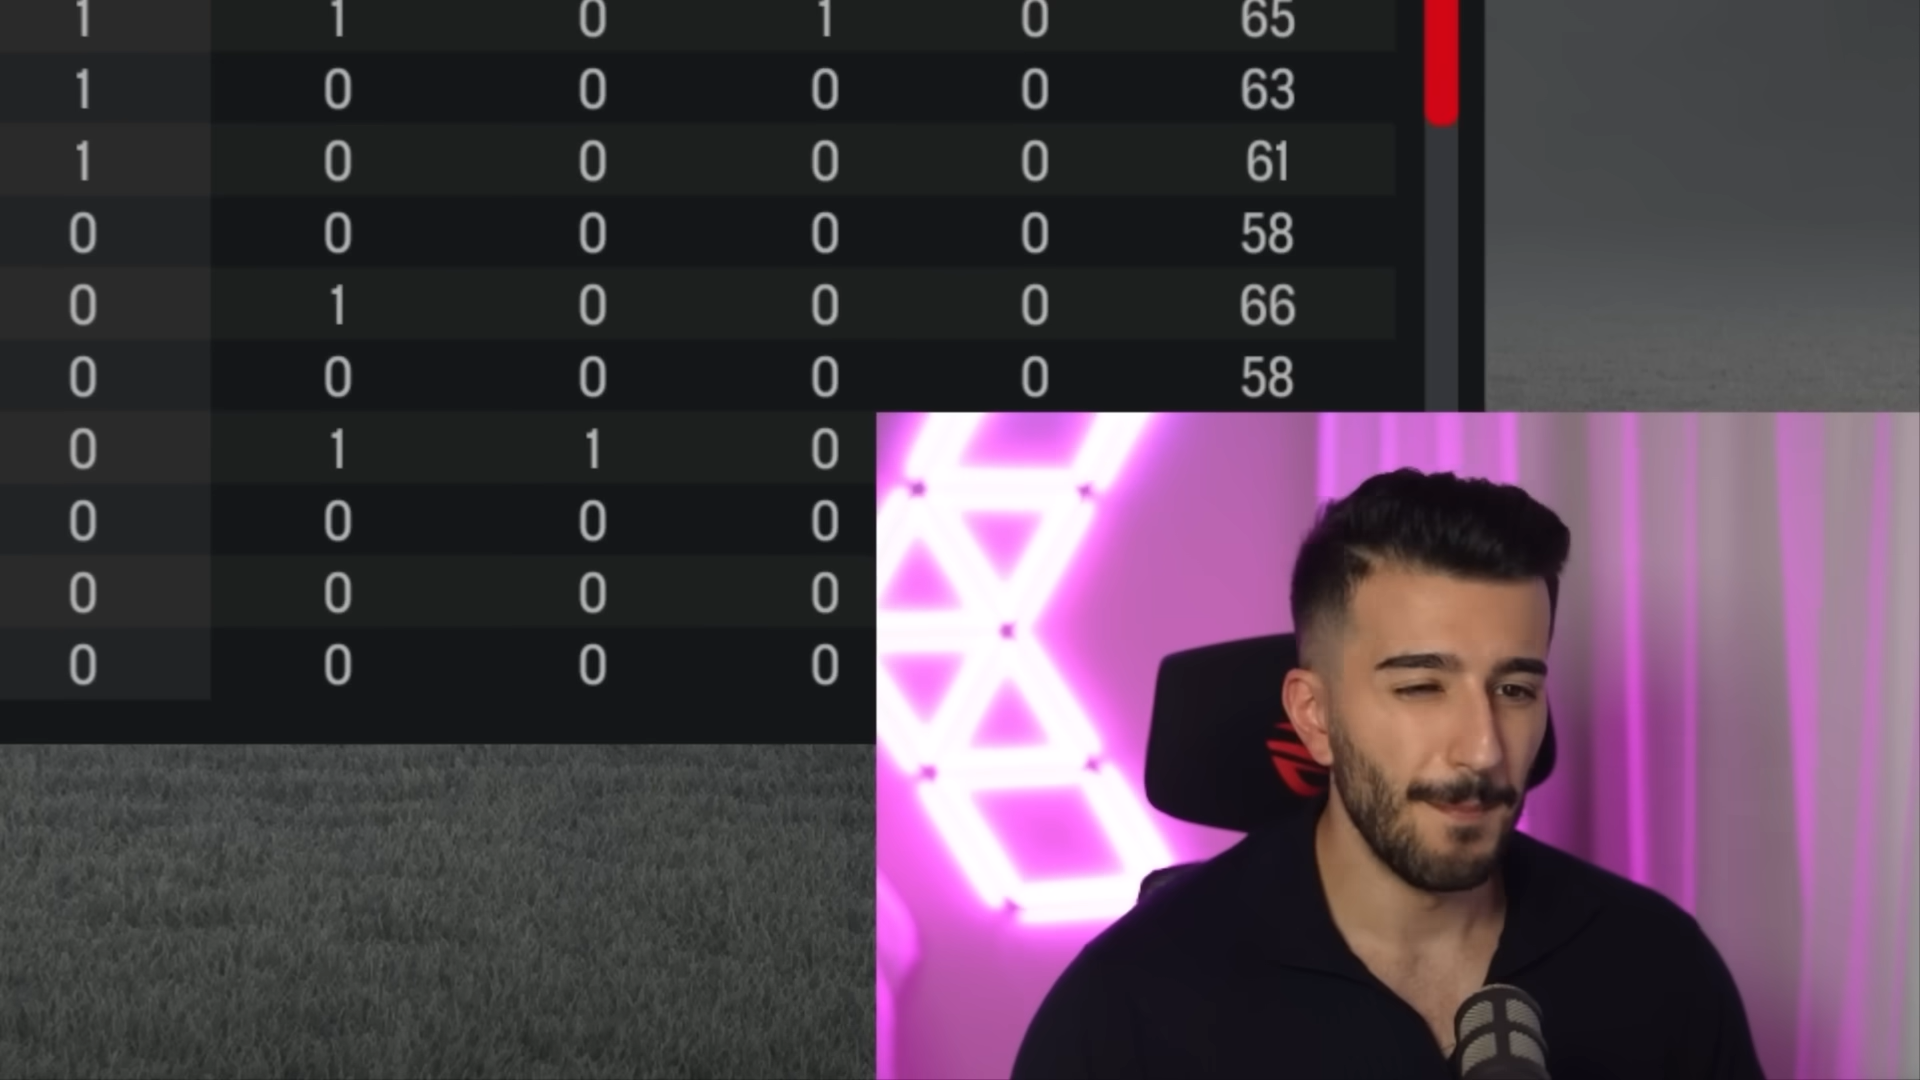 1 1 0 1 0 65
1 0 0 0 0 63
1 0 0 0 0 61
0 0 0 0 0 58
0 1 0 0 0 66
0 0 0 0 0 58
0 1 1 0
0 0 0 0
0 0 0 0
0 0 0 0